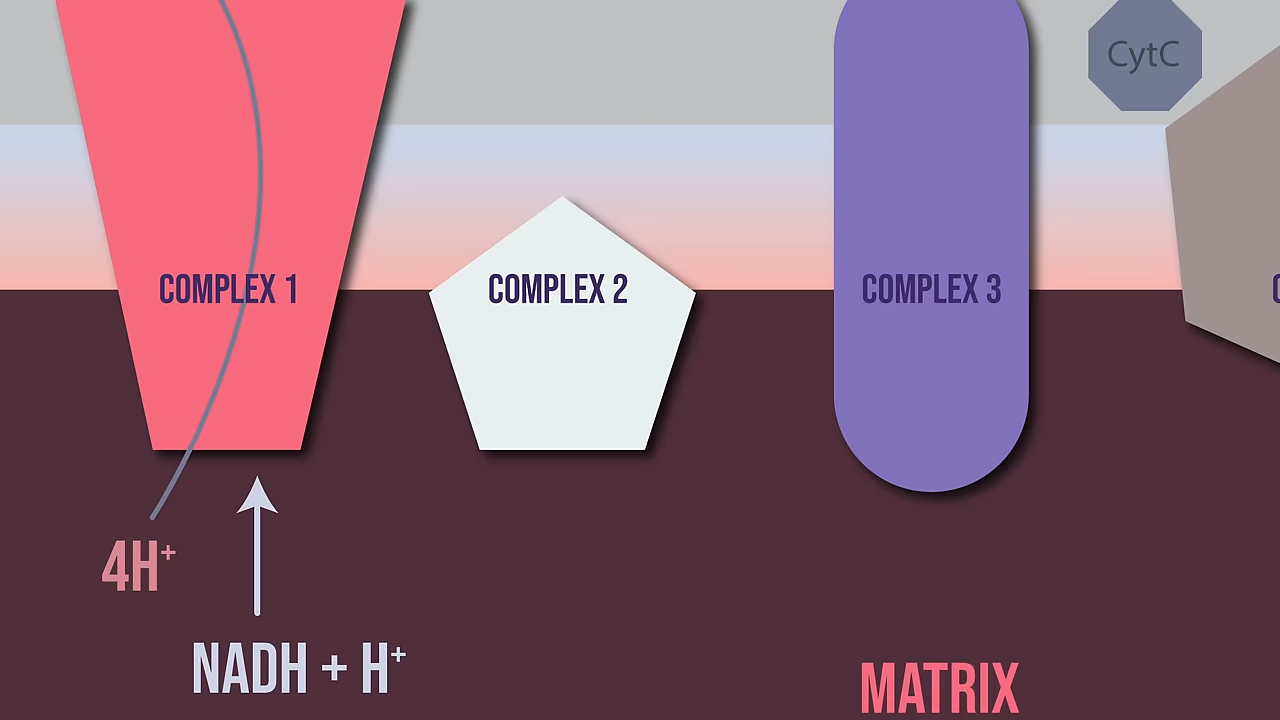 CytC
COMPLEX 1
COMPLEX 2
COMPLEX 3
4H⁺
NADH + H⁺
MATRIX